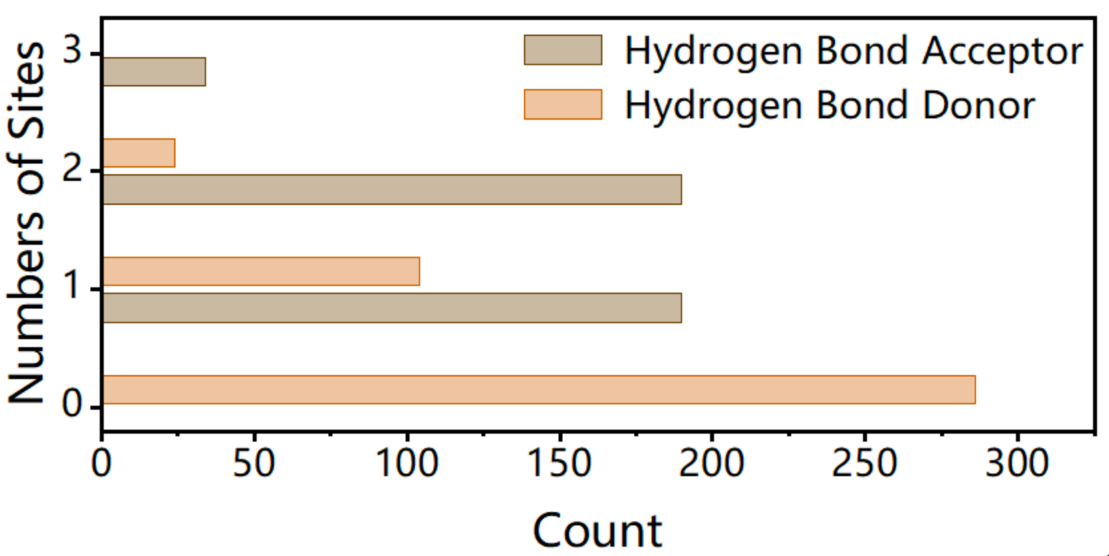 Numbers of Sites
3
2
1
0
Hydrogen Bond Acceptor
Hydrogen Bond Donor
0 50 100 150 200 250 300
Count